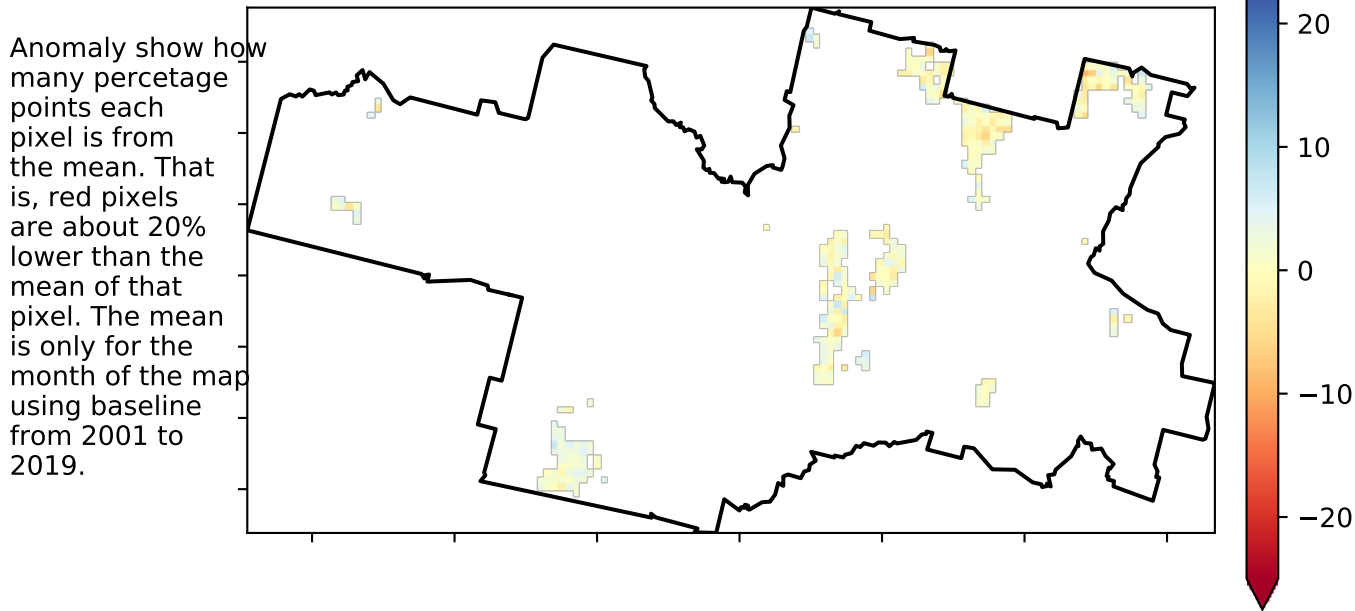 Anomaly show how
many percetage
points each
pixel is from
the mean. That
is, red pixels
are about 20%
lower than the
mean of that
pixel. The mean
is only for the
month of the map
using baseline
from 2001 to
2019.
20
10
0
−10
−20